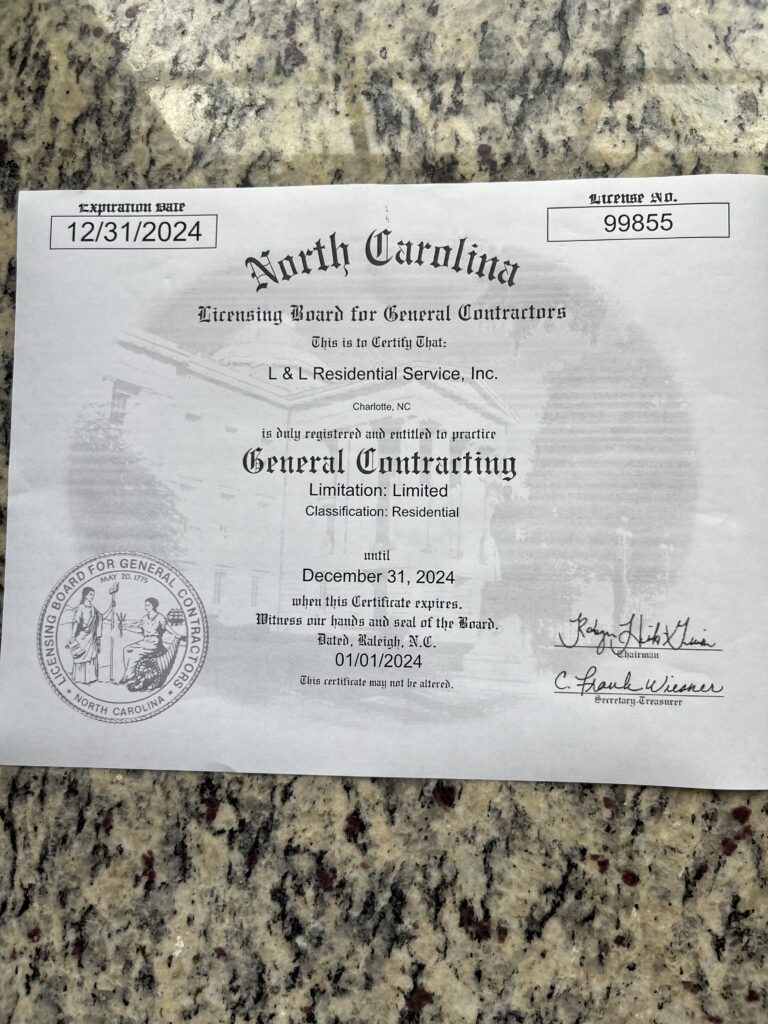 Expiration Date
12/31/2024
License No.
99855
North Carolina
Licensing Board for General Contractors
This is to Certify That:
L & L Residential Service, Inc.
Charlotte, NC
is duly registered and entitled to practice
General Contracting
Limitation: Limited
Classification: Residential
until
December 31, 2024
when this Certificate expires.
Witness our hands and seal of the Board.
Dated, Raleigh, N.C.
01/01/2024
This certificate may not be altered.
LICENSING BOARD FOR GENERAL CONTRACTORS
MAY 20, 1775
NORTH CAROLINA
Chairman
C. Frank Wiesner
Secretary-Treasurer